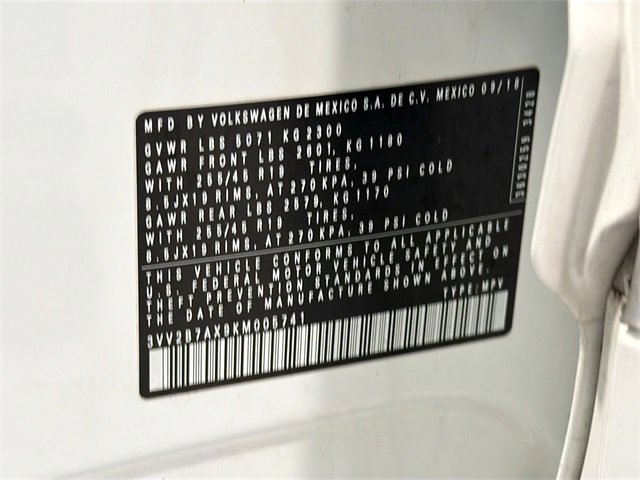 MFD BY VOLKSWAGEN DE MEXICO S.A. DE C.V. MEXICO 09/18
GVWR LBS 5071 KG 2300
GAWR FRONT LBS 2601, KG 1180
WITH 255/45 R19 TIRES,
8.5JX19 RIMS, AT 270 KPA, 39 PSI COLD
GAWR REAR LBS 2579, KG 1170
WITH 255/45 R19 TIRES,
8.5JX19 RIMS, AT 270 KPA, 39 PSI COLD
THIS VEHICLE CONFORMS TO ALL APPLICABLE
U.S. FEDERAL MOTOR VEHICLE SAFETY AND
THEFT PREVENTION STANDARDS IN EFFECT ON
THE DATE OF MANUFACTURE SHOWN ABOVE.
3VV2B7AX9KM005741 TYPE:MPV
3630259 3428